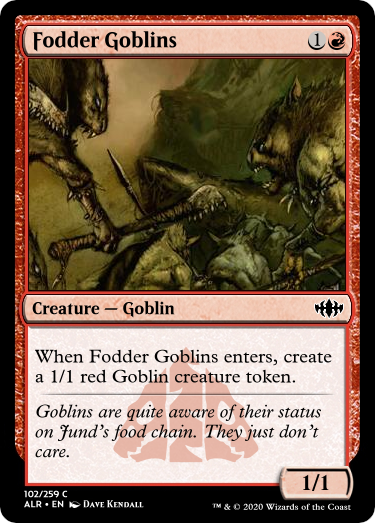 Fodder Goblins 1
Creature — Goblin
When Fodder Goblins enters, create
a 1/1 red Goblin creature token.
Goblins are quite aware of their status
on Jund's food chain. They just don't
care.
1/1
102/259 C
ALR • EN Dave Kendall
™ & © 2020 Wizards of the Coast